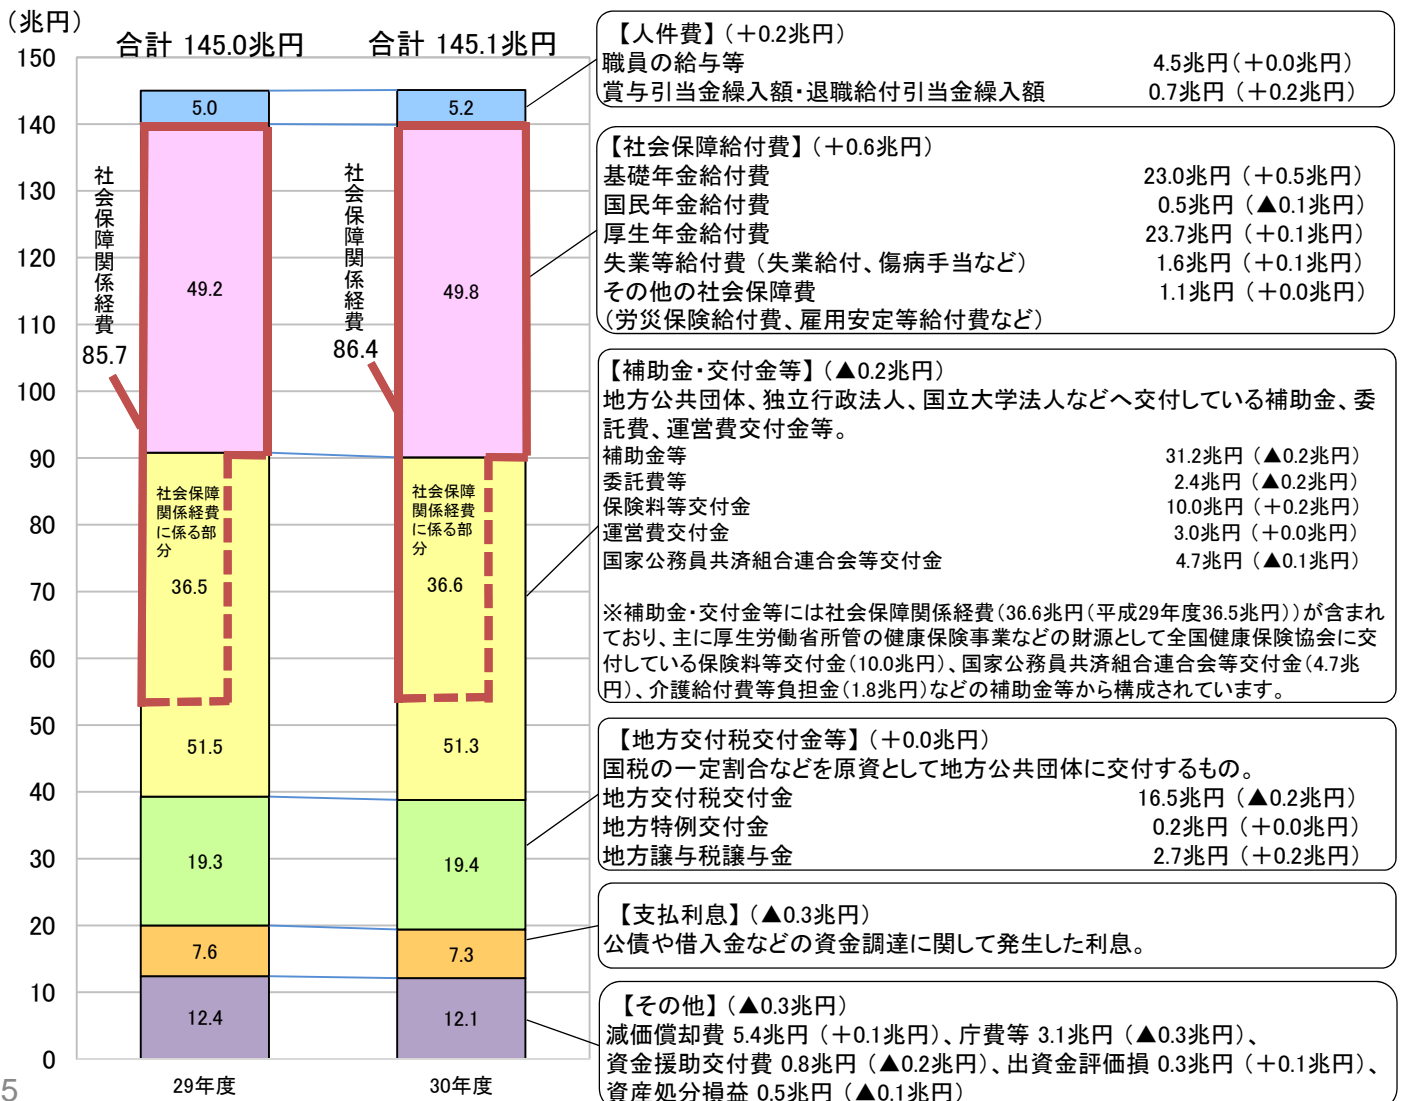 (兆円)
合計 145.0兆円
合計 145.1兆円
150
140
130
120
110
100
90
80
70
60
50
40
30
20
10
0
社会保障関係経費
85.7
5.0
49.2
社会保障
関係経費
に係る部
分
36.5
51.5
19.3
7.6
12.4
29年度
社会保障関係経費
86.4
5.2
49.8
社会保障
関係経費
に係る部
分
36.6
51.3
19.4
7.3
12.1
30年度
【人件費】(+0.2兆円)
職員の給与等 4.5兆円(+0.0兆円)
賞与引当金繰入額・退職給付引当金繰入額 0.7兆円(+0.2兆円)
【社会保障給付費】(+0.6兆円)
基礎年金給付費 23.0兆円(+0.5兆円)
国民年金給付費 0.5兆円(▲0.1兆円)
厚生年金給付費 23.7兆円(+0.1兆円)
失業等給付費(失業給付、傷病手当など) 1.6兆円(+0.1兆円)
その他の社会保障費 1.1兆円(+0.0兆円)
(労災保険給付費、雇用安定等給付費など)
【補助金・交付金等】(▲0.2兆円)
地方公共団体、独立行政法人、国立大学法人などへ交付している補助金、委
託費、運営費交付金等。
補助金等 31.2兆円(▲0.2兆円)
委託費等 2.4兆円(▲0.2兆円)
保険料等交付金 10.0兆円(+0.2兆円)
運営費交付金 3.0兆円(+0.0兆円)
国家公務員共済組合連合会等交付金 4.7兆円(▲0.1兆円)
※補助金・交付金等には社会保障関係経費(36.6兆円(平成29年度36.5兆円))が含まれ
ており、主に厚生労働省所管の健康保険事業などの財源として全国健康保険協会に交
付している保険料等交付金(10.0兆円)、国家公務員共済組合連合会等交付金(4.7兆
円)、介護給付費等負担金(1.8兆円)などの補助金等から構成されています。
【地方交付税交付金等】(+0.0兆円)
国税の一定割合などを原資として地方公共団体に交付するもの。
地方交付税交付金 16.5兆円(▲0.2兆円)
地方特例交付金 0.2兆円(+0.0兆円)
地方譲与税譲与金 2.7兆円(+0.2兆円)
【支払利息】(▲0.3兆円)
公債や借入金などの資金調達に関して発生した利息。
【その他】(▲0.3兆円)
減価償却費 5.4兆円(+0.1兆円)、庁費等 3.1兆円(▲0.3兆円)、
資金援助交付費 0.8兆円(▲0.2兆円)、出資金評価損 0.3兆円(+0.1兆円)、
資産処分損益 0.5兆円(▲0.1兆円)
5